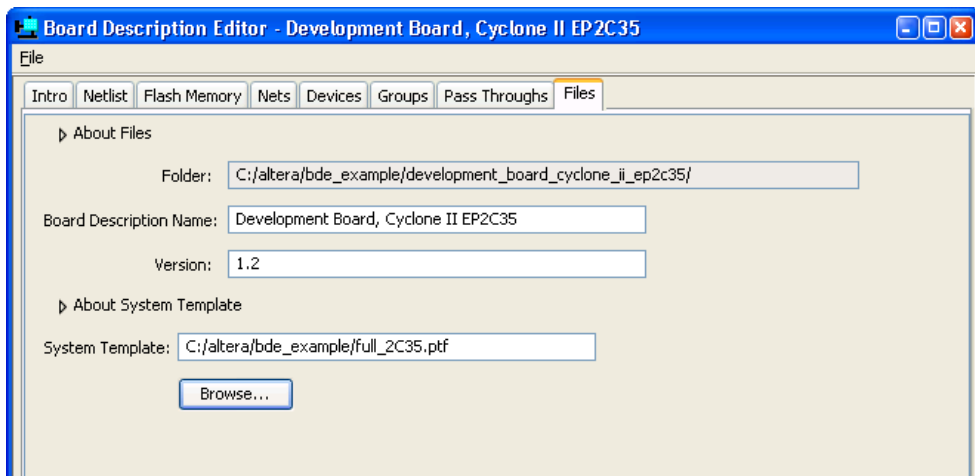 Board Description Editor - Development Board, Cyclone II EP2C35
File
Intro Netlist Flash Memory Nets Devices Groups Pass Throughs Files
About Files
Folder: C:/altera/bde_example/development_board_cyclone_ii_ep2c35/
Board Description Name: Development Board, Cyclone II EP2C35
Version: 1.2
About System Template
System Template: C:/altera/bde_example/full_2C35.ptf
Browse...